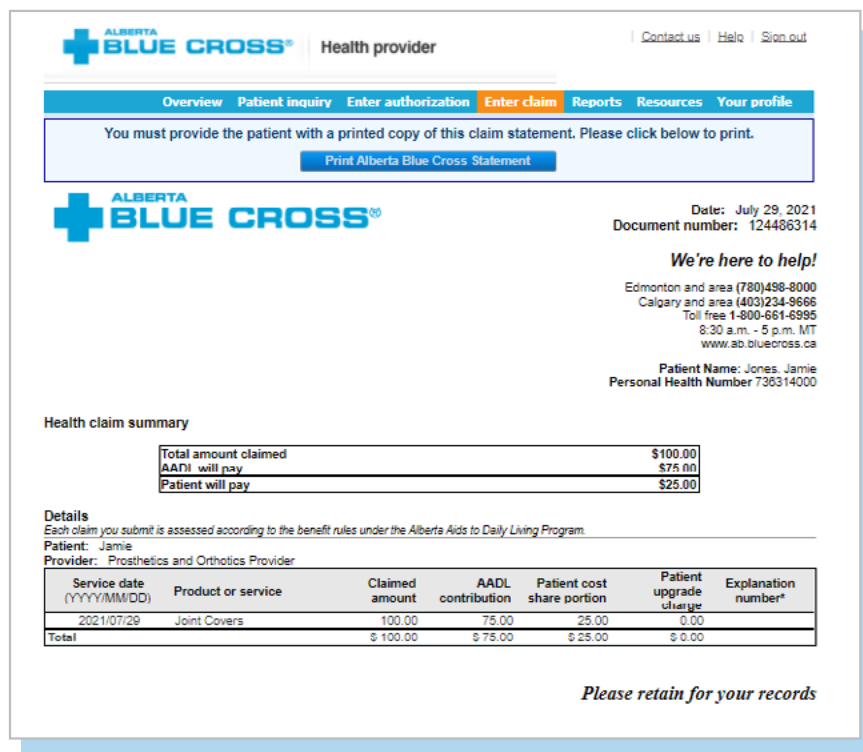 ALBERTA
BLUE CROSS® Health provider
Contact us | Help | Sign out
Overview Patient inquiry Enter authorization Enter claim Reports Resources Your profile
You must provide the patient with a printed copy of this claim statement. Please click below to print.
Print Alberta Blue Cross Statement
ALBERTA
BLUE CROSS®
Date: July 29, 2021
Document number: 124486314
We're here to help!
Edmonton and area (780)498-8000
Calgary and area (403)234-9666
Toll free 1-800-661-6995
8:30 a.m. - 5 p.m. MT
www.ab.bluecross.ca
Patient Name: Jones. Jamie
Personal Health Number 736314000
Health claim summary
Total amount claimed $100.00
AADL will pay $75.00
Patient will pay $25.00
Details
Each claim you submit is assessed according to the benefit rules under the Alberta Aids to Daily Living Program.
Patient: Jamie
Provider: Prosthetics and Orthotics Provider
Service date (YYYY/MM/DD) Product or service Claimed amount AADL contribution Patient cost share portion Patient upgrade charge Explanation number*
2021/07/29 Joint Covers 100.00 75.00 25.00 0.00
Total $ 100.00 $ 75.00 $ 25.00 $ 0.00
Please retain for your records